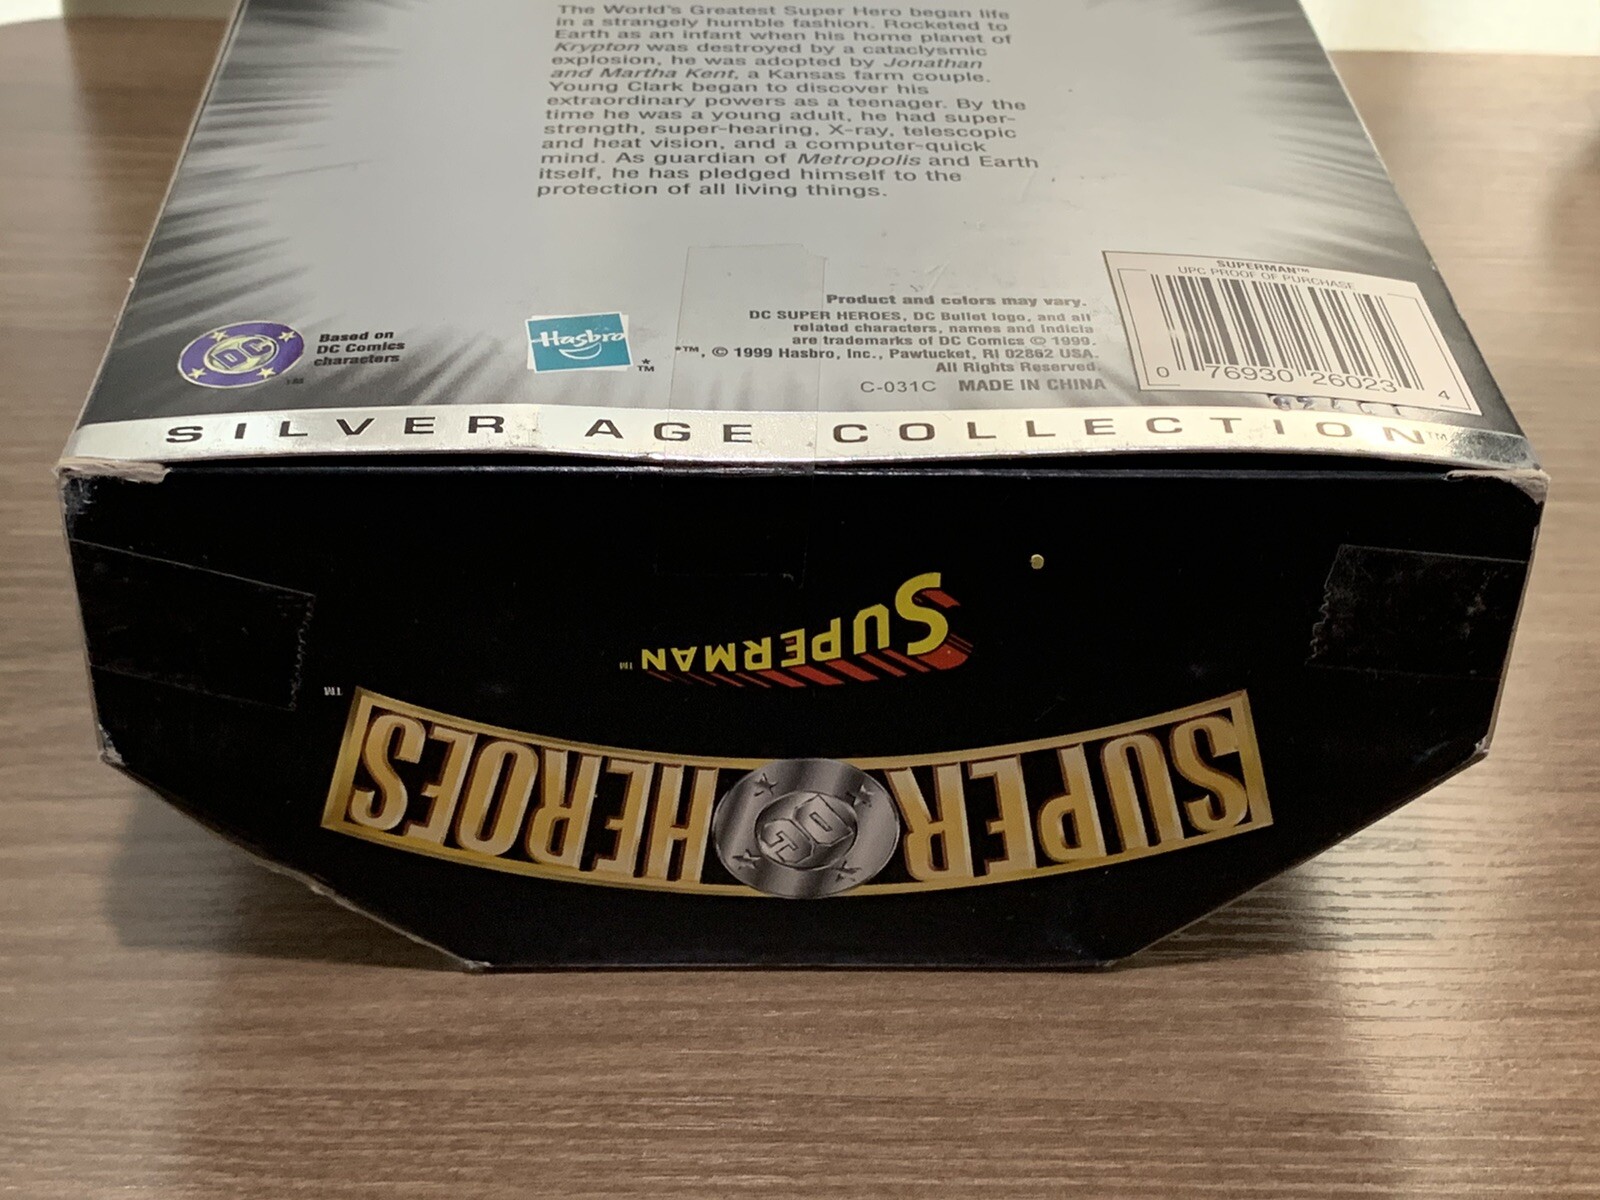 The World's Greatest Super Hero began life
in a strangely humble fashion. Rocketed to
Earth as an infant when his home planet of
Krypton was destroyed by a cataclysmic
explosion, he was adopted by Jonathan
and Martha Kent, a Kansas farm couple.
Young Clark began to discover his
extraordinary powers as a teenager. By the
time he was a young adult, he had super-
strength, super-hearing, X-ray, telescopic
and heat vision, and a computer-quick
mind. As guardian of Metropolis and Earth
itself, he has pledged himself to the
protection of all living things.
SUPERMAN™
UPC PROOF OF PURCHASE
0 76930 26023 4
DC
TM
Based on
DC Comics
characters
Hasbro
*™
Product and colors may vary.
DC SUPER HEROES, DC Bullet logo, and all
related characters, names and indicia
are trademarks of DC Comics © 1999.
*™, © 1999 Hasbro, Inc., Pawtucket, RI 02862 USA.
All Rights Reserved.
C-031C MADE IN CHINA
SILVER AGE COLLECTION™
SUPER DC HEROES TM
SUPERMAN TM